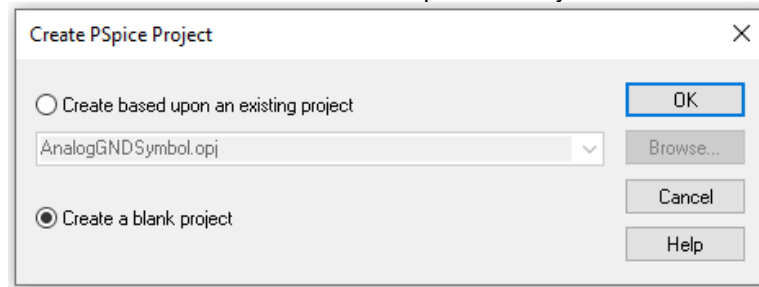 Create PSpice Project
Create based upon an existing project
OK
AnalogGNDSymbol.opj
Browse...
Create a blank project
Cancel
Help